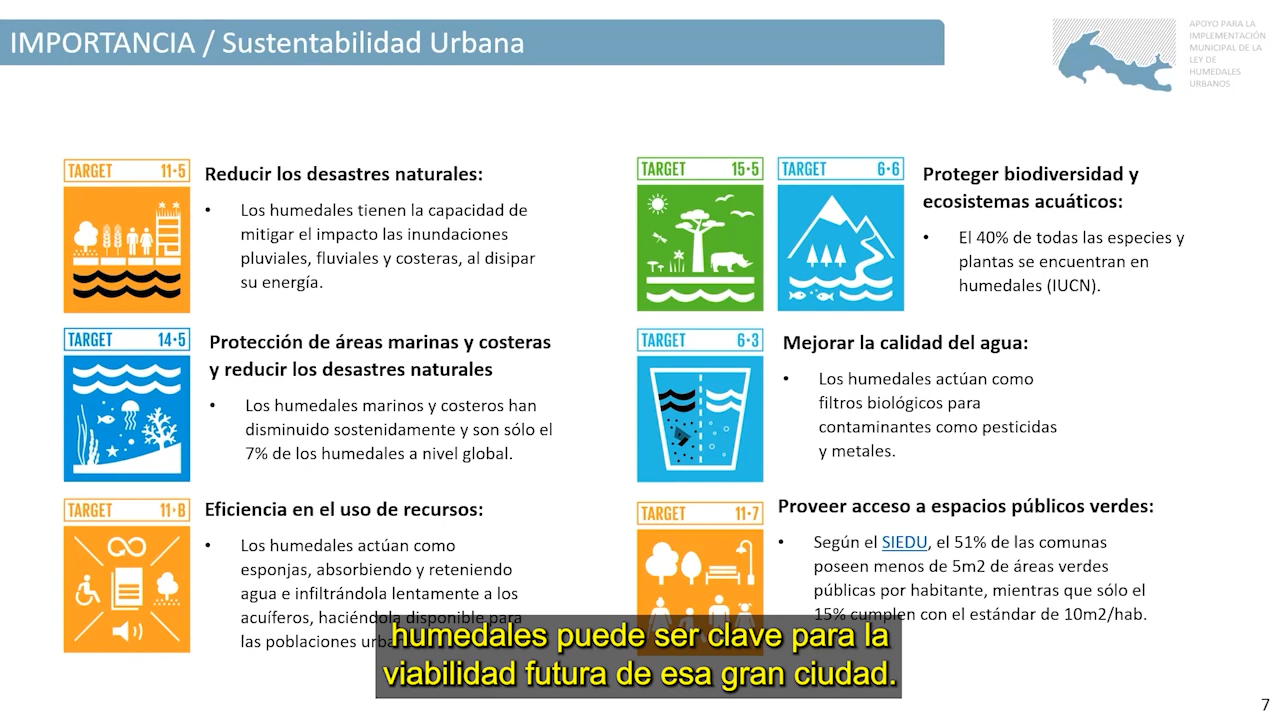 IMPORTANCIA / Sustentabilidad Urbana
APOYO PARA LA
IMPLEMENTACIÓN
MUNICIPAL DE LA
LEY DE
HUMEDALES
URBANOS
TARGET 11·5
Reducir los desastres naturales:
• Los humedales tienen la capacidad de
mitigar el impacto las inundaciones
pluviales, fluviales y costeras, al disipar
su energía.
TARGET 14·5
Protección de áreas marinas y costeras
y reducir los desastres naturales
• Los humedales marinos y costeros han
disminuido sostenidamente y son sólo el
7% de los humedales a nivel global.
TARGET 11·B
Eficiencia en el uso de recursos:
• Los humedales actúan como
esponjas, absorbiendo y reteniendo
agua e infiltrándola lentamente a los
acuíferos, haciéndola disponible para
las poblaciones
TARGET 15·5
TARGET 6·6
Proteger biodiversidad y
ecosistemas acuáticos:
• El 40% de todas las especies y
plantas se encuentran en
humedales (IUCN).
TARGET 6·3
Mejorar la calidad del agua:
• Los humedales actúan como
filtros biológicos para
contaminantes como pesticidas
y metales.
TARGET 11·7
Proveer acceso a espacios públicos verdes:
• Según el SIEDU, el 51% de las comunas
poseen menos de 5m2 de áreas verdes
públicas por habitante, mientras que sólo el
15% cumplen con el estándar de 10m2/hab.
humedales puede ser clave para la
viabilidad futura de esa gran ciudad.
7